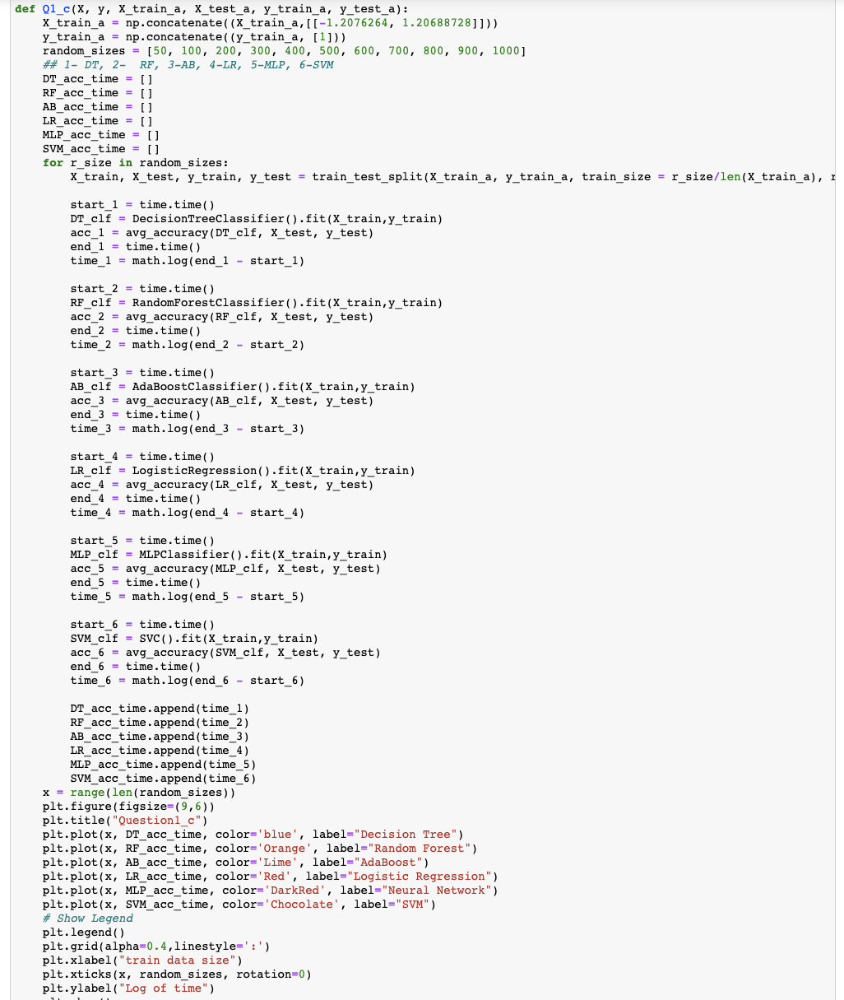 def Q1_c(X, y, X_train_a, X_test_a, y_train_a, y_test_a):
    X_train_a = np.concatenate((X_train_a,[[-1.2076264, 1.20688728]]))
    y_train_a = np.concatenate((y_train_a, [1]))
    random_sizes = [50, 100, 200, 300, 400, 500, 600, 700, 800, 900, 1000]
    ## 1- DT, 2-  RF, 3-AB, 4-LR, 5-MLP, 6-SVM
    DT_acc_time = []
    RF_acc_time = []
    AB_acc_time = []
    LR_acc_time = []
    MLP_acc_time = []
    SVM_acc_time = []
    for r_size in random_sizes:
        X_train, X_test, y_train, y_test = train_test_split(X_train_a, y_train_a, train_size = r_size/len(X_train_a),

        start_1 = time.time()
        DT_clf = DecisionTreeClassifier().fit(X_train,y_train)
        acc_1 = avg_accuracy(DT_clf, X_test, y_test)
        end_1 = time.time()
        time_1 = math.log(end_1 - start_1)

        start_2 = time.time()
        RF_clf = RandomForestClassifier().fit(X_train,y_train)
        acc_2 = avg_accuracy(RF_clf, X_test, y_test)
        end_2 = time.time()
        time_2 = math.log(end_2 - start_2)

        start_3 = time.time()
        AB_clf = AdaBoostClassifier().fit(X_train,y_train)
        acc_3 = avg_accuracy(AB_clf, X_test, y_test)
        end_3 = time.time()
        time_3 = math.log(end_3 - start_3)

        start_4 = time.time()
        LR_clf = LogisticRegression().fit(X_train,y_train)
        acc_4 = avg_accuracy(LR_clf, X_test, y_test)
        end_4 = time.time()
        time_4 = math.log(end_4 - start_4)

        start_5 = time.time()
        MLP_clf = MLPClassifier().fit(X_train,y_train)
        acc_5 = avg_accuracy(MLP_clf, X_test, y_test)
        end_5 = time.time()
        time_5 = math.log(end_5 - start_5)

        start_6 = time.time()
        SVM_clf = SVC().fit(X_train,y_train)
        acc_6 = avg_accuracy(SVM_clf, X_test, y_test)
        end_6 = time.time()
        time_6 = math.log(end_6 - start_6)

        DT_acc_time.append(time_1)
        RF_acc_time.append(time_2)
        AB_acc_time.append(time_3)
        LR_acc_time.append(time_4)
        MLP_acc_time.append(time_5)
        SVM_acc_time.append(time_6)
    x = range(len(random_sizes))
    plt.figure(figsize=(9,6))
    plt.title("Question1_c")
    plt.plot(x, DT_acc_time, color='blue', label="Decision Tree")
    plt.plot(x, RF_acc_time, color='Orange', label="Random Forest")
    plt.plot(x, AB_acc_time, color='Lime', label="AdaBoost")
    plt.plot(x, LR_acc_time, color='Red', label="Logistic Regression")
    plt.plot(x, MLP_acc_time, color='DarkRed', label="Neural Network")
    plt.plot(x, SVM_acc_time, color='Chocolate', label="SVM")
    # Show Legend
    plt.legend()
    plt.grid(alpha=0.4,linestyle=':')
    plt.xlabel("train data size")
    plt.xticks(x, random_sizes, rotation=0)
    plt.ylabel("Log of time")